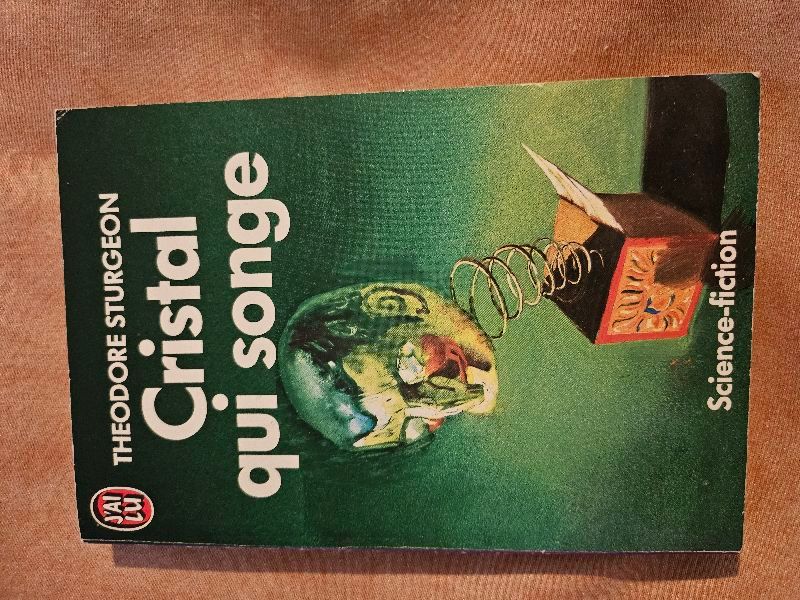 J'AI
LU
THEODORE STURGEON
Cristal
qui songe
Science-fiction